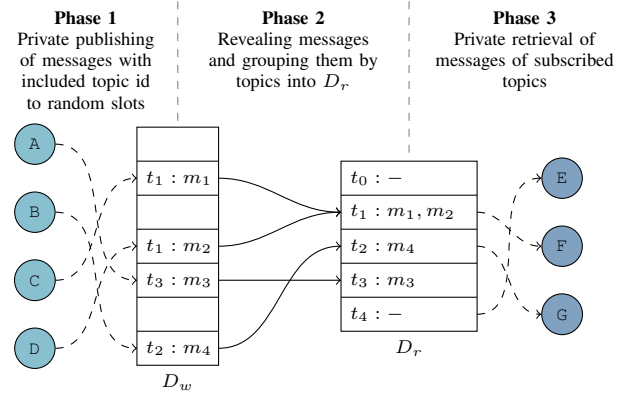 Phase 1
Private publishing
of messages with
included topic id
to random slots
Phase 2
Revealing messages
and grouping them by
topics into D_r
Phase 3
Private retrieval of
messages of subscribed
topics
A
B
C
D
t_1 : m_1
t_1 : m_2
t_3 : m_3
t_2 : m_4
D_w
t_0 : −
t_1 : m_1, m_2
t_2 : m_4
t_3 : m_3
t_4 : −
D_r
E
F
G